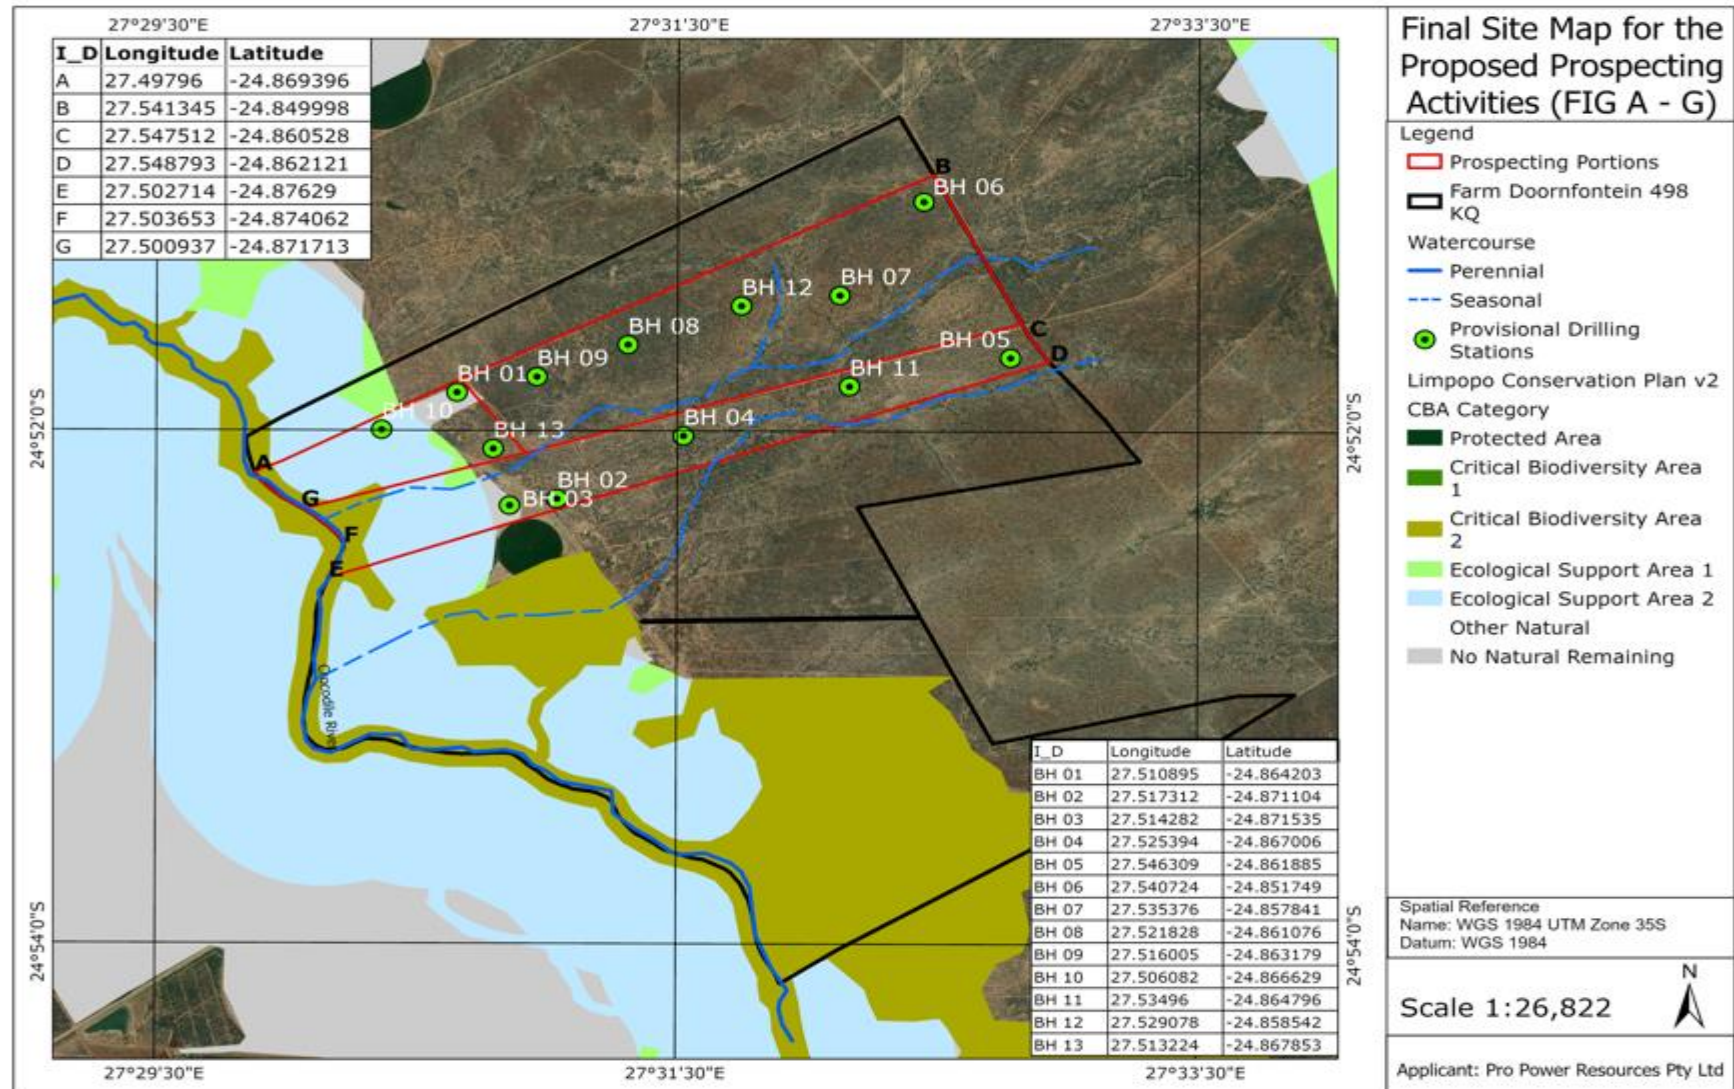 27°29'30"E 27°31'30"E 27°33'30"E
I_D Longitude Latitude
A 27.49796 -24.869396
B 27.541345 -24.849998
C 27.547512 -24.860528
D 27.548793 -24.862121
E 27.502714 -24.87629
F 27.503653 -24.874062
G 27.500937 -24.871713
B
BH 06
BH 07
BH 12
BH 08
C
BH 05
D
BH 09
BH 01
BH 11
BH 10
BH 04
BH 13
A
BH 02
G
BH 03
F
E
Crocodile River
24°52'0"S 24°52'0"S
24°54'0"S 24°54'0"S
I_D Longitude Latitude
BH 01 27.510895 -24.864203
BH 02 27.517312 -24.871104
BH 03 27.514282 -24.871535
BH 04 27.525394 -24.867006
BH 05 27.546309 -24.861885
BH 06 27.540724 -24.851749
BH 07 27.535376 -24.857841
BH 08 27.521828 -24.861076
BH 09 27.516005 -24.863179
BH 10 27.506082 -24.866629
BH 11 27.53496 -24.864796
BH 12 27.529078 -24.858542
BH 13 27.513224 -24.867853
27°29'30"E 27°31'30"E 27°33'30"E
Final Site Map for the
Proposed Prospecting
Activities (FIG A - G)
Legend
Prospecting Portions
Farm Doornfontein 498
KQ
Watercourse
Perennial
Seasonal
Provisional Drilling
Stations
Limpopo Conservation Plan v2
CBA Category
Protected Area
Critical Biodiversity Area
1
Critical Biodiversity Area
2
Ecological Support Area 1
Ecological Support Area 2
Other Natural
No Natural Remaining
Spatial Reference
Name: WGS 1984 UTM Zone 35S
Datum: WGS 1984
N
Scale 1:26,822
Applicant: Pro Power Resources Pty Ltd